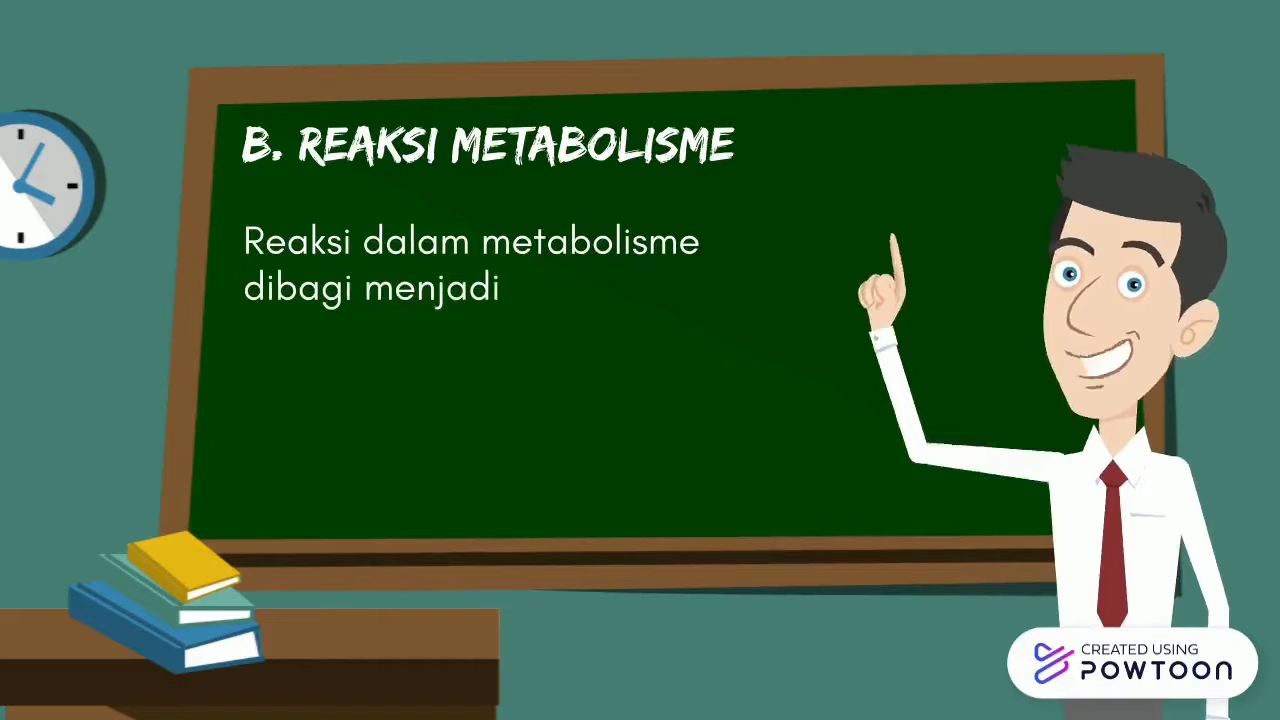 B. REAKSI METABOLISME
Reaksi dalam metabolisme
dibagi menjadi
CREATED USING
POWTOON